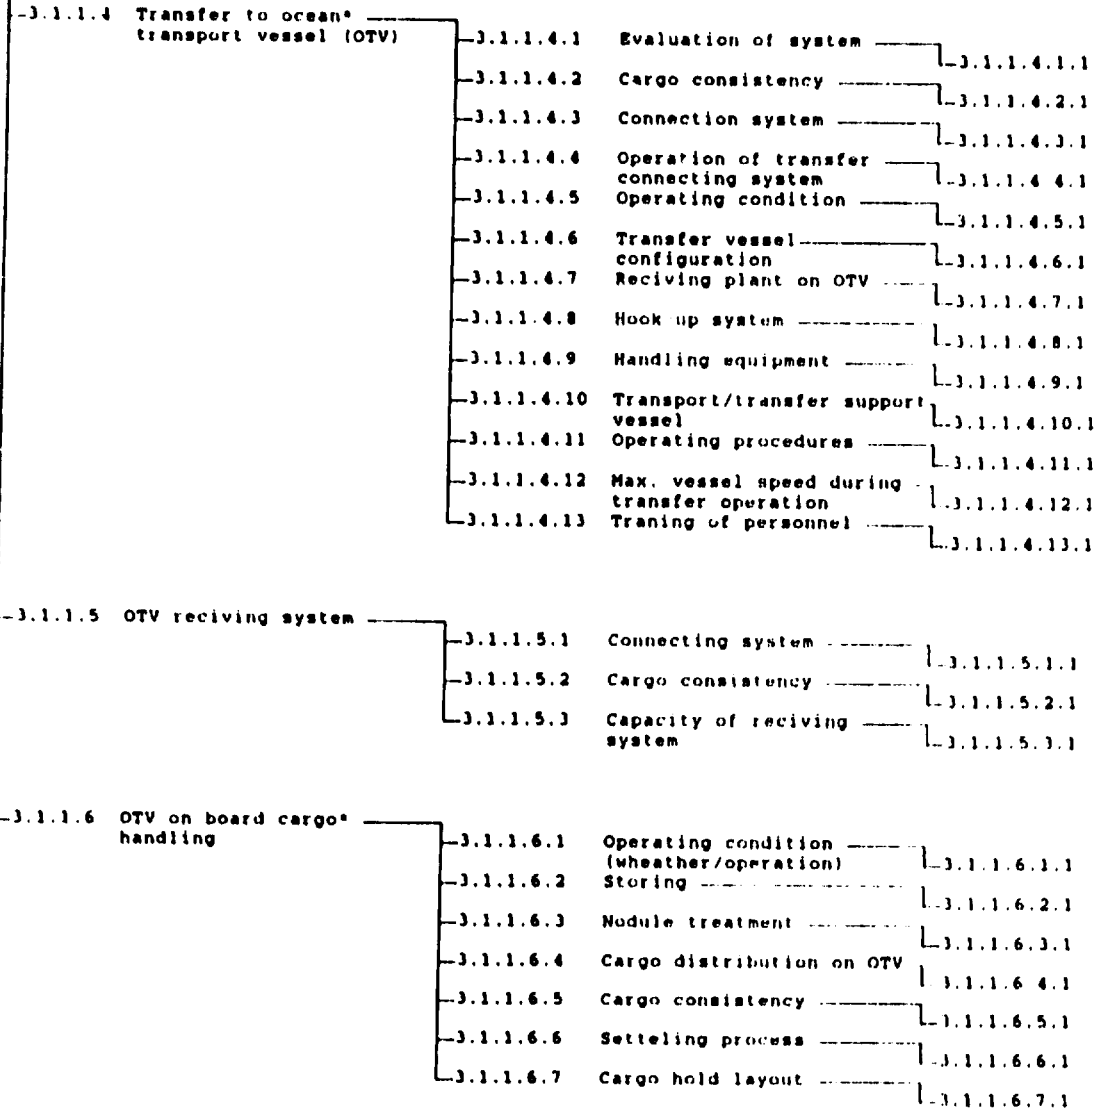 3.1.1.4 Transfer to ocean*
transport vessel (OTV)
3.1.1.4.1 Evaluation of system
3.1.1.4.1.1
3.1.1.4.2 Cargo consistency
3.1.1.4.2.1
3.1.1.4.3 Connection system
3.1.1.4.3.1
3.1.1.4.4 Operation of transfer
connecting system
3.1.1.4 4.1
3.1.1.4.5 Operating condition
3.1.1.4.5.1
3.1.1.4.6 Transfer vessel
configuration
3.1.1.4.6.1
3.1.1.4.7 Reciving plant on OTV
3.1.1.4.7.1
3.1.1.4.8 Hook up system
3.1.1.4.8.1
3.1.1.4.9 Handling equipment
3.1.1.4.9.1
3.1.1.4.10 Transport/transfer support
vessel
3.1.1.4.10.1
3.1.1.4.11 Operating procedures
3.1.1.4.11.1
3.1.1.4.12 Max. vessel speed during
transfer operation
3.1.1.4.12.1
3.1.1.4.13 Traning of personnel
3.1.1.4.13.1
3.1.1.5 OTV reciving system
3.1.1.5.1 Connecting system
3.1.1.5.1.1
3.1.1.5.2 Cargo consistency
3.1.1.5.2.1
3.1.1.5.3 Capacity of reciving
system
3.1.1.5.3.1
3.1.1.6 OTV on board cargo*
handling
3.1.1.6.1 Operating condition
(wheather/operation)
3.1.1.6.1.1
3.1.1.6.2 Storing
3.1.1.6.2.1
3.1.1.6.3 Nodule treatment
3.1.1.6.3.1
3.1.1.6.4 Cargo distribution on OTV
3.1.1.6 4.1
3.1.1.6.5 Cargo consistency
3.1.1.6.5.1
3.1.1.6.6 Setteling process
3.1.1.6.6.1
3.1.1.6.7 Cargo hold layout
3.1.1.6.7.1